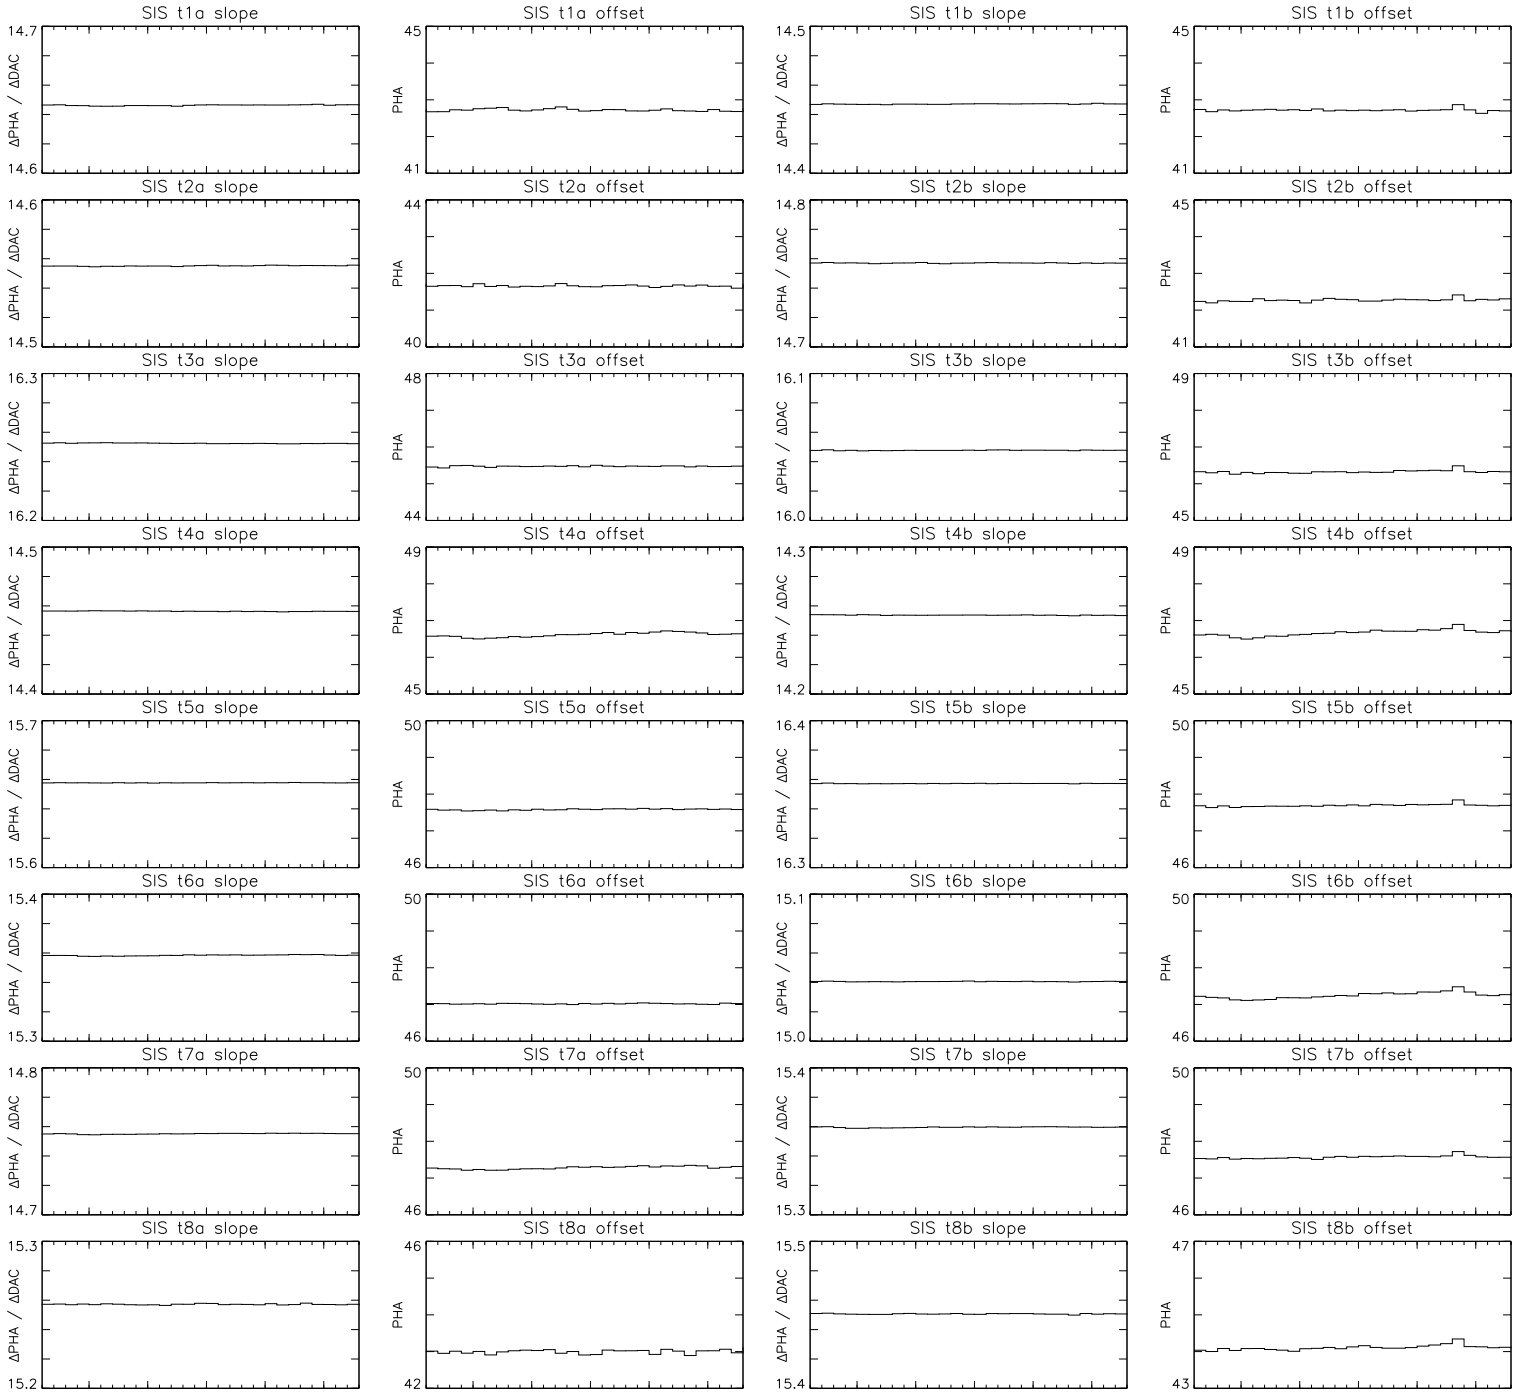 SIS t1a slope SIS t1a offset SIS t1b slope SIS t1b offset
14.7 45 14.5 45
ΔPHA / ΔDAC PHA ΔPHA / ΔDAC PHA
14.6 41 14.4 41
SIS t2a slope SIS t2a offset SIS t2b slope SIS t2b offset
14.6 44 14.8 45
ΔPHA / ΔDAC PHA ΔPHA / ΔDAC PHA
14.5 40 14.7 41
SIS t3a slope SIS t3a offset SIS t3b slope SIS t3b offset
16.3 48 16.1 49
ΔPHA / ΔDAC PHA ΔPHA / ΔDAC PHA
16.2 44 16.0 45
SIS t4a slope SIS t4a offset SIS t4b slope SIS t4b offset
14.5 49 14.3 49
ΔPHA / ΔDAC PHA ΔPHA / ΔDAC PHA
14.4 45 14.2 45
SIS t5a slope SIS t5a offset SIS t5b slope SIS t5b offset
15.7 50 16.4 50
ΔPHA / ΔDAC PHA ΔPHA / ΔDAC PHA
15.6 46 16.3 46
SIS t6a slope SIS t6a offset SIS t6b slope SIS t6b offset
15.4 50 15.1 50
ΔPHA / ΔDAC PHA ΔPHA / ΔDAC PHA
15.3 46 15.0 46
SIS t7a slope SIS t7a offset SIS t7b slope SIS t7b offset
14.8 50 15.4 50
ΔPHA / ΔDAC PHA ΔPHA / ΔDAC PHA
14.7 46 15.3 46
SIS t8a slope SIS t8a offset SIS t8b slope SIS t8b offset
15.3 46 15.5 47
ΔPHA / ΔDAC PHA ΔPHA / ΔDAC PHA
15.2 42 15.4 43